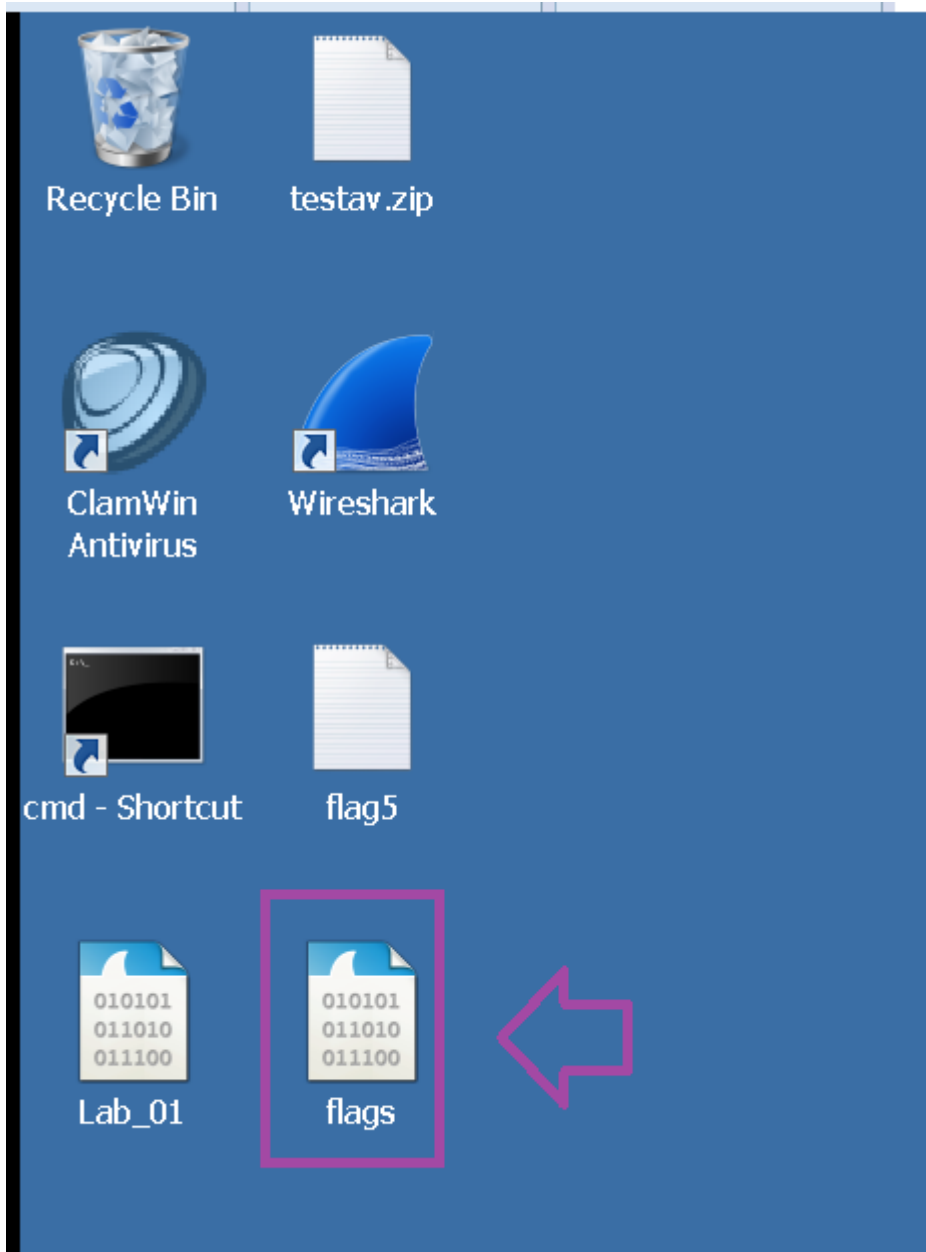 Recycle Bin
testav.zip
ClamWin
Antivirus
Wireshark
cmd - Shortcut
flag5
010101
011010
011100
Lab_01
010101
011010
011100
flags